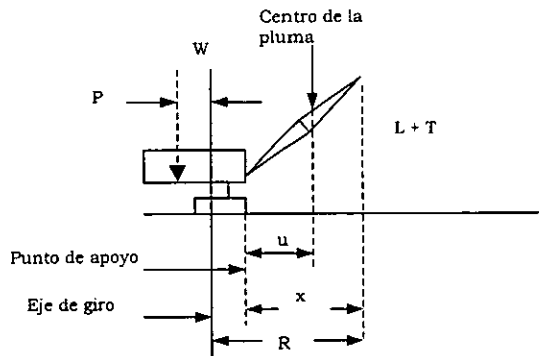 Centro de la
pluma
W
P
L + T
u
Punto de apoyo
x
Eje de giro
R